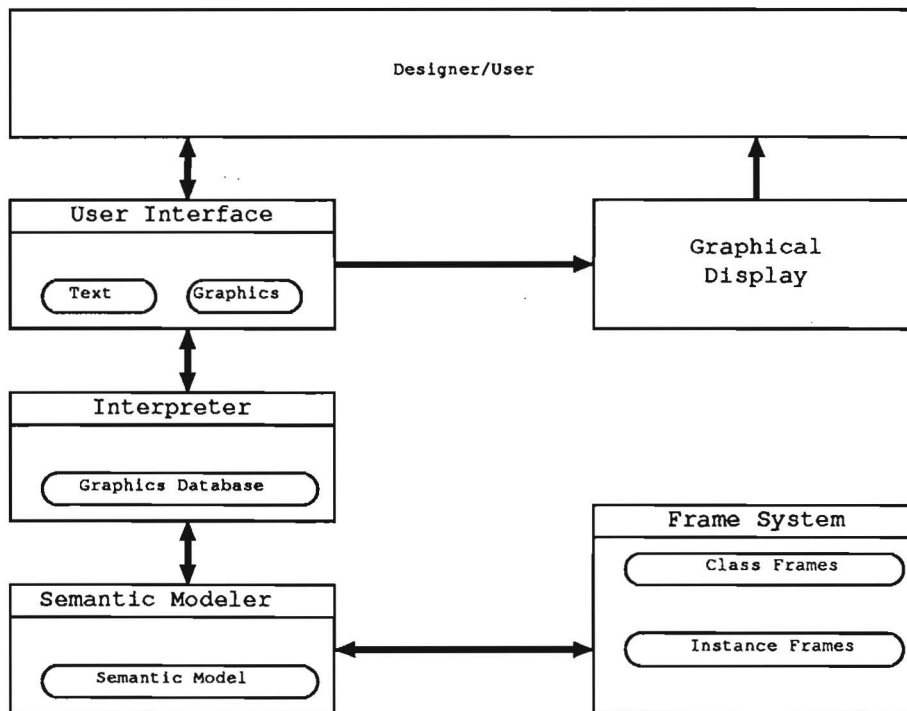 Designer/User
User Interface
Text
Graphics
Graphical
Display
Interpreter
Graphics Database
Semantic Modeler
Semantic Model
Frame System
Class Frames
Instance Frames